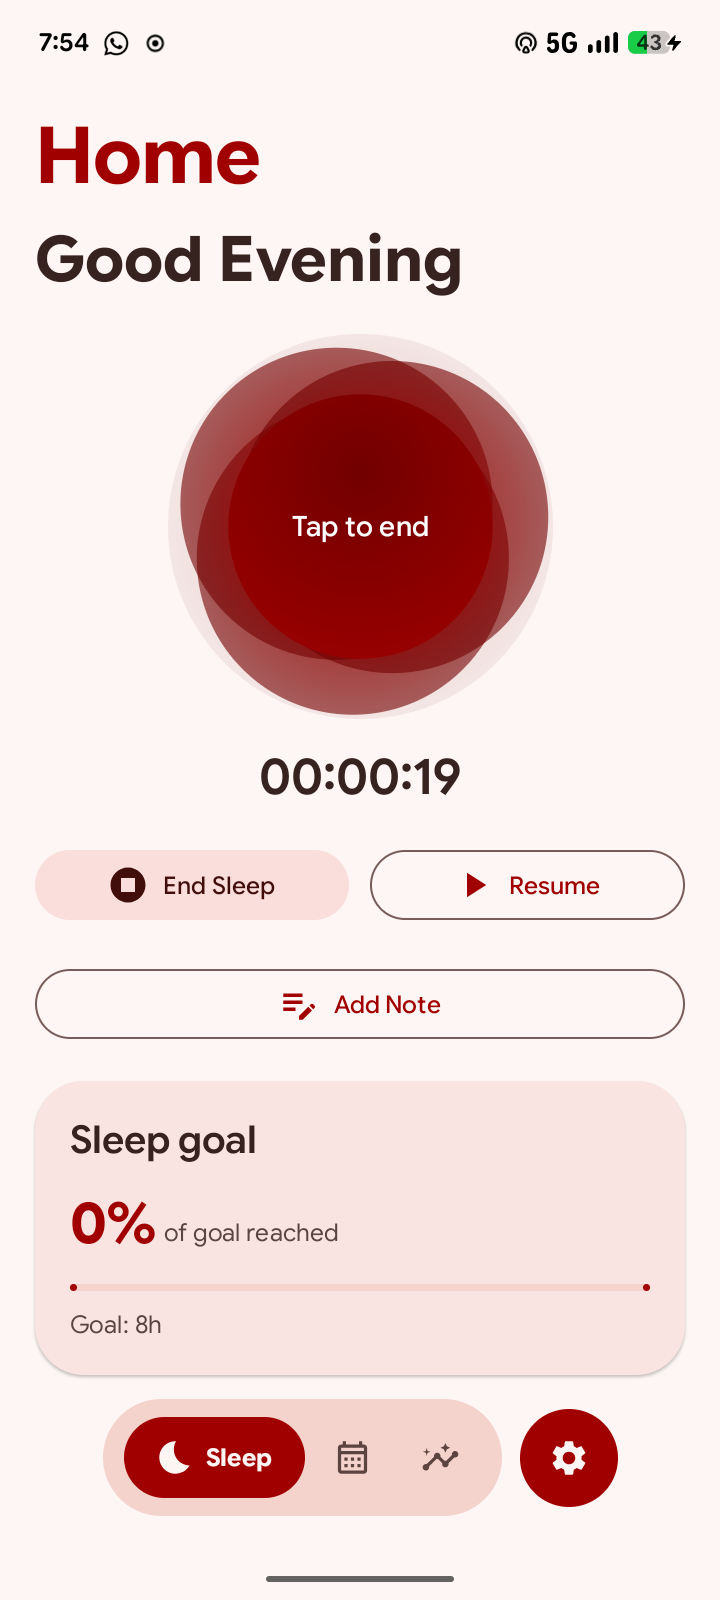 7:54
5G
43
Home
Good Evening
Tap to end
00:00:19
End Sleep
Resume
Add Note
Sleep goal
0% of goal reached
Goal: 8h
Sleep